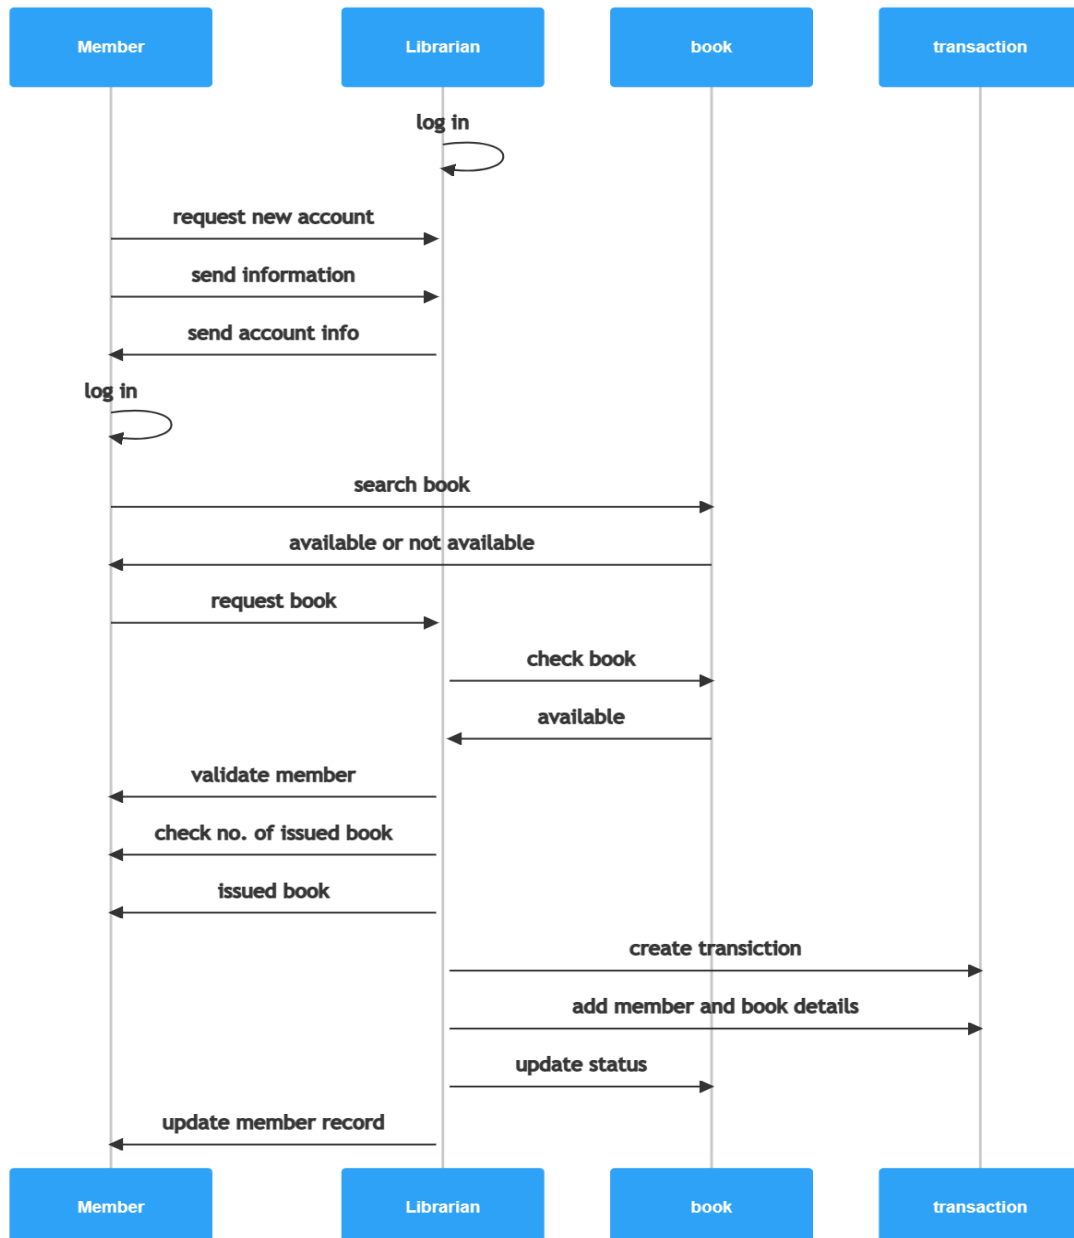 Member Librarian book transaction
log in
request new account
send information
send account info
log in
search book
available or not available
request book
check book
available
validate member
check no. of issued book
issued book
create transiction
add member and book details
update status
update member record
Member Librarian book transaction